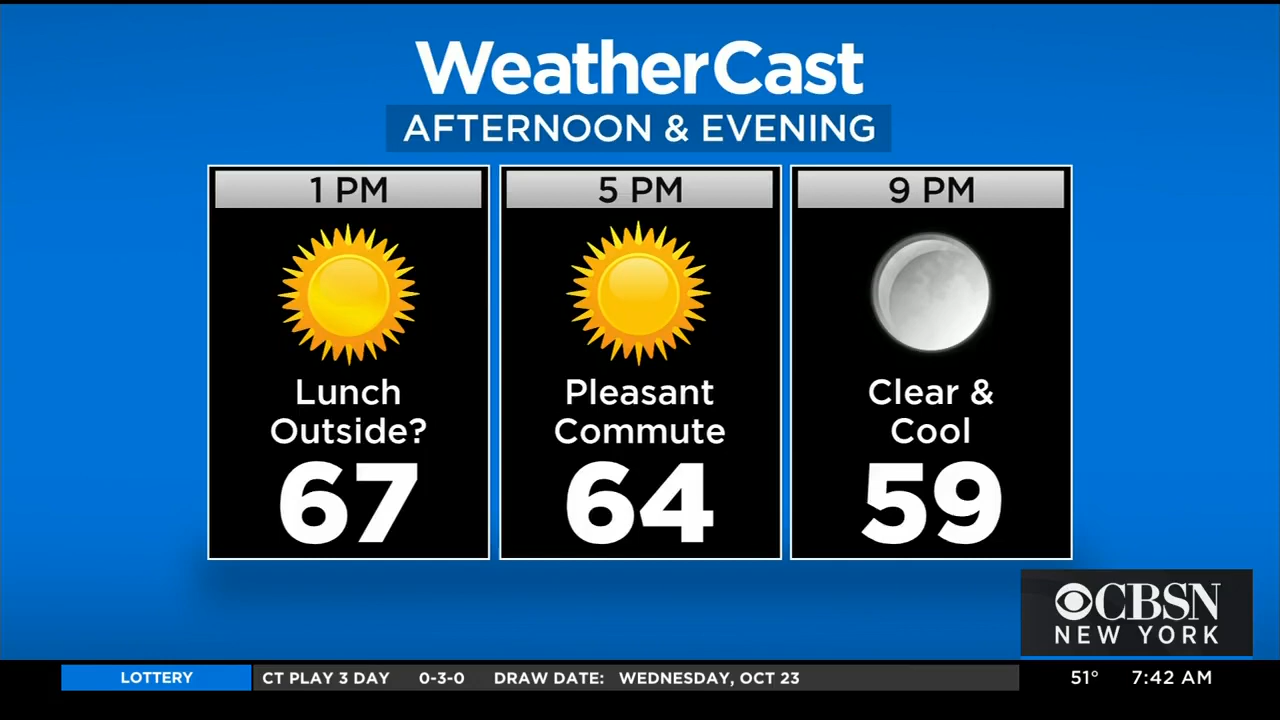 WeatherCast
AFTERNOON & EVENING
1 PM
Lunch
Outside?
67
5 PM
Pleasant
Commute
64
9 PM
Clear &
Cool
59
CBSN
NEW YORK
LOTTERY CT PLAY 3 DAY 0-3-0 DRAW DATE: WEDNESDAY, OCT 23 51° 7:42 AM